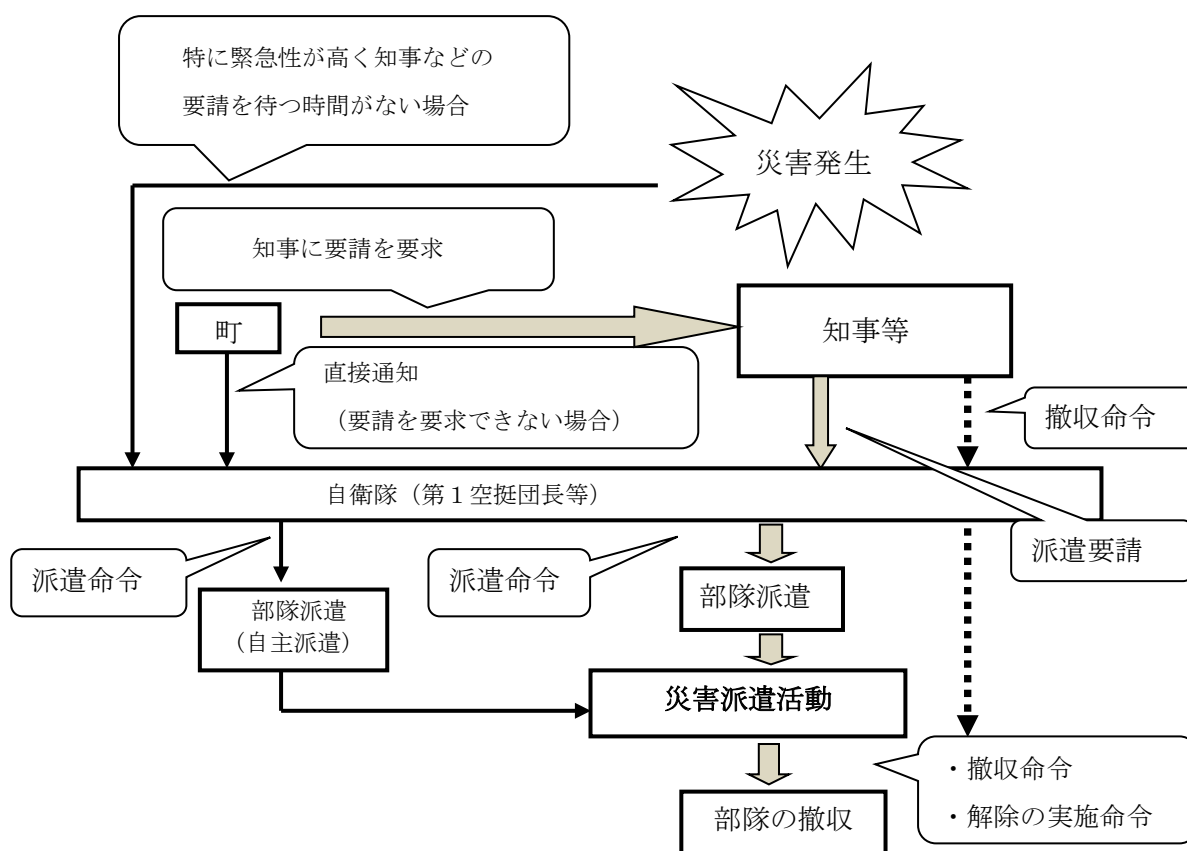 特に緊急性が高く知事などの
要請を待つ時間がない場合
災害発生
知事に要請を要求
町
知事等
直接通知
（要請を要求できない場合）
撤収命令
自衛隊（第１空挺団長等）
派遣要請
派遣命令
派遣命令
部隊派遣
（自主派遣）
部隊派遣
災害派遣活動
・撤収命令
・解除の実施命令
部隊の撤収